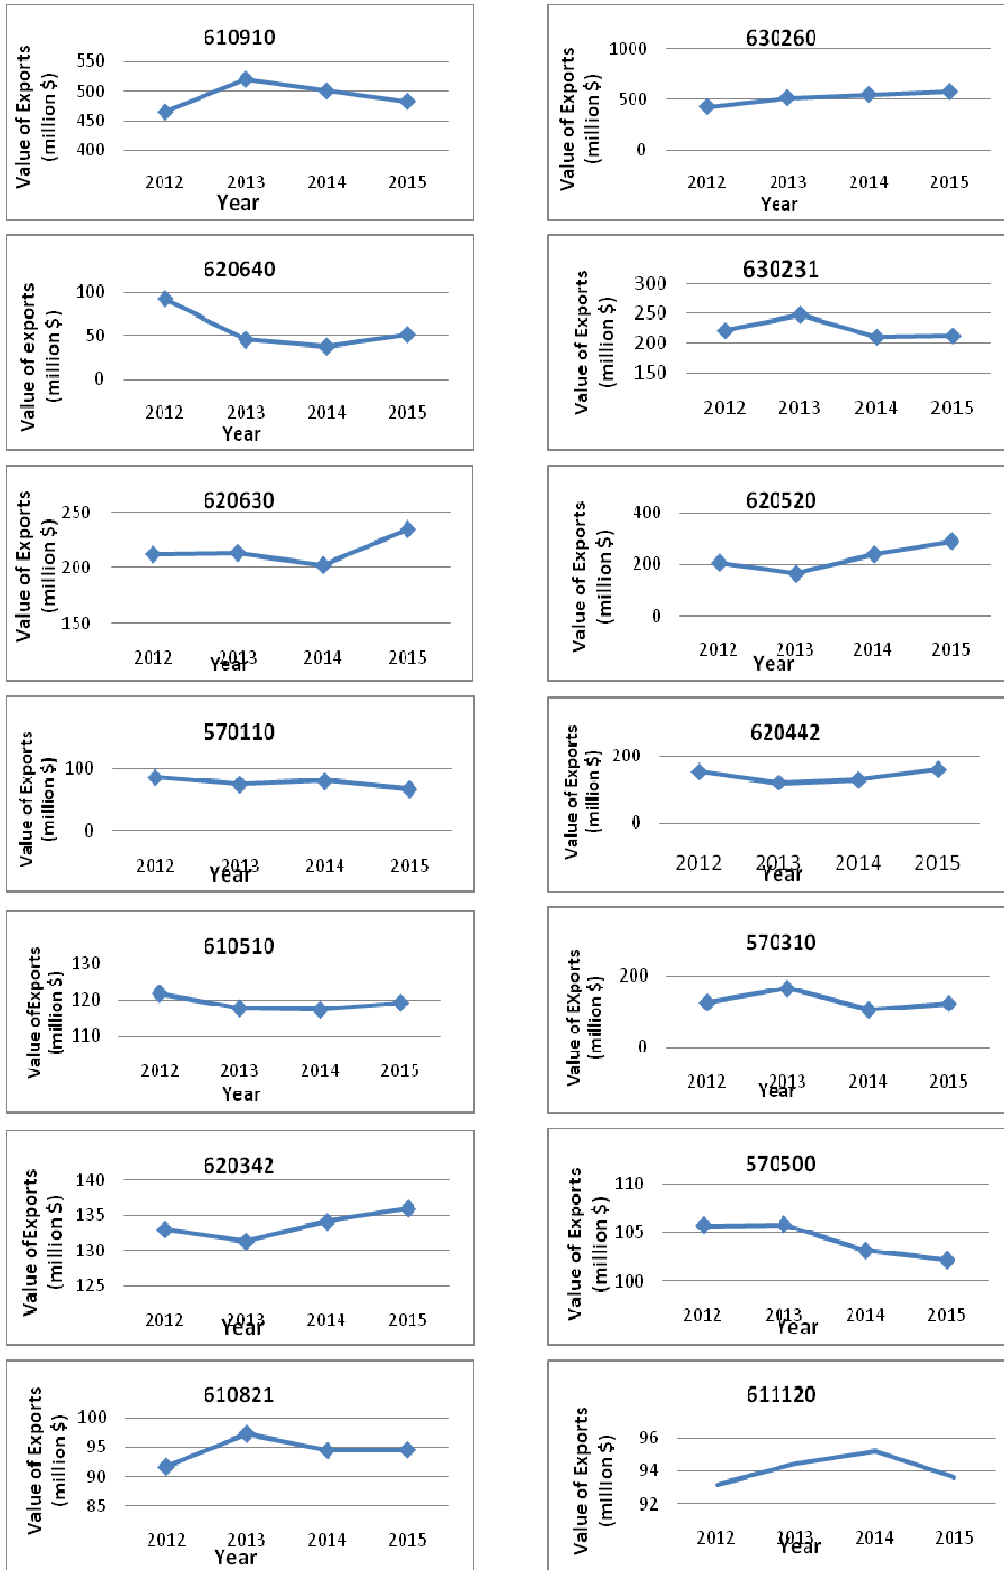 610910
Value of Exports
(million $)
550
500
450
400
2012 2013 2014 2015
Year
630260
Value of Exports
(million $)
1000
500
0
2012 2013 2014 2015
Year
620640
Value of exports
(million $)
100
50
0
2012 2013 2014 2015
Year
630231
Value of Exports
(million $)
300
250
200
150
2012 2013 2014 2015
620630
Value of Exports
(million $)
250
200
150
2012 2013 2014 2015
Year
620520
Value of Exports
(million $)
400
200
0
2012 2013 2014 2015
Year
570110
Value of Exports
(million $)
100
0
2012 2013 2014 2015
Year
620442
Value of Exports
(million $)
200
0
2012 2013 2014 2015
Year
610510
Value ofExports
(million $)
130
120
110
2012 2013 2014 2015
Year
570310
Value of EXports
(million $)
200
0
2012 2013 2014 2015
Year
620342
Value ofExports
(million $)
140
135
130
125
2012 2013 2014 2015
Year
570500
Value of Exports
(million $)
110
105
100
2012 2013 2014 2015
Year
610821
Value of Exports
(million $)
100
95
90
85
2012 2013 2014 2015
Year
611120
Value of Exports
(million $)
96
94
92
2012 2013 2014 2015
Year